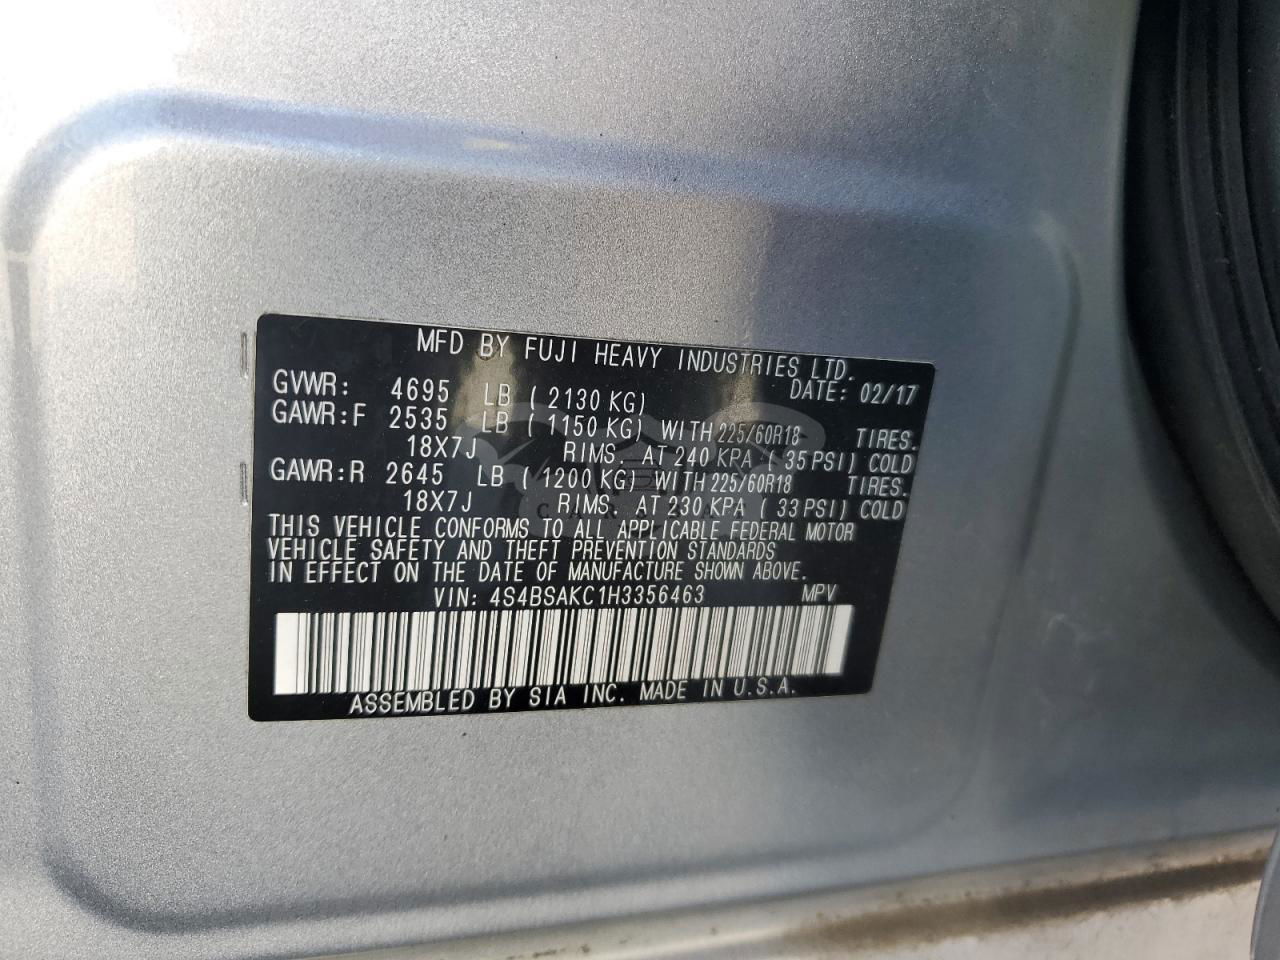 MFD BY FUJI HEAVY INDUSTRIES LTD.
DATE: 02/17
GVWR: 4695 LB ( 2130 KG)
GAWR:F 2535 LB ( 1150 KG) WITH 225/60R18 TIRES.
18X7J RIMS. AT 240 KPA ( 35 PSI) COLD
GAWR:R 2645 LB ( 1200 KG) WITH 225/60R18 TIRES.
18X7J RIMS. AT 230 KPA ( 33 PSI) COLD
THIS VEHICLE CONFORMS TO ALL APPLICABLE FEDERAL MOTOR
VEHICLE SAFETY AND THEFT PREVENTION STANDARDS
IN EFFECT ON THE DATE OF MANUFACTURE SHOWN ABOVE.
VIN: 4S4BSAKC1H3356463 MPV
ASSEMBLED BY SIA INC. MADE IN U.S.A.